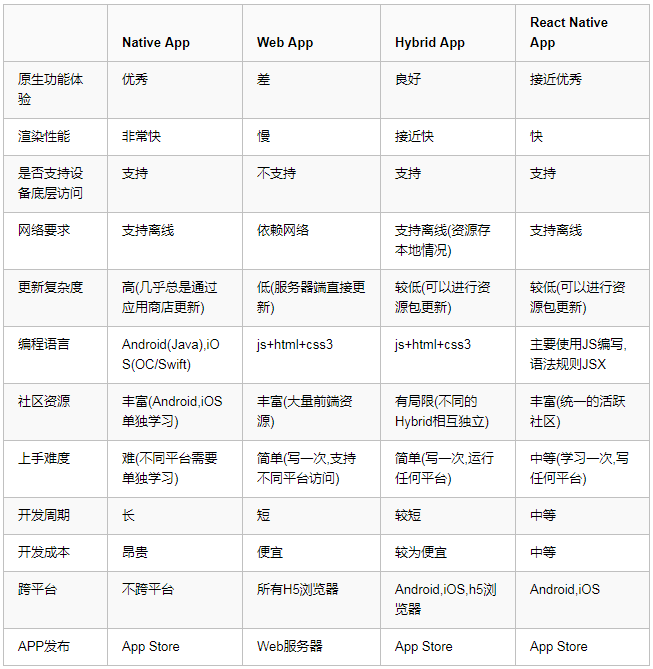 Native App	Web App	Hybrid App	React Native App
原生功能体验	优秀	差	良好	接近优秀
渲染性能	非常快	慢	接近快	快
是否支持设备底层访问	支持	不支持	支持	支持
网络要求	支持离线	依赖网络	支持离线(资源存本地情况)	支持离线
更新复杂度	高(几乎总是通过应用商店更新)	低(服务器端直接更新)	较低(可以进行资源包更新)	较低(可以进行资源包更新)
编程语言	Android(Java),iOS(OC/Swift)	js+html+css3	js+html+css3	主要使用JS编写,语法规则JSX
社区资源	丰富(Android,iOS单独学习)	丰富(大量前端资源)	有局限(不同的Hybrid相互独立)	丰富(统一的活跃社区)
上手难度	难(不同平台需要单独学习)	简单(写一次,支持不同平台访问)	简单(写一次,运行任何平台)	中等(学习一次,写任何平台)
开发周期	长	短	较短	中等
开发成本	昂贵	便宜	较为便宜	中等
跨平台	不跨平台	所有H5浏览器	Android,iOS,h5浏览器	Android,iOS
APP发布	App Store	Web服务器	App Store	App Store